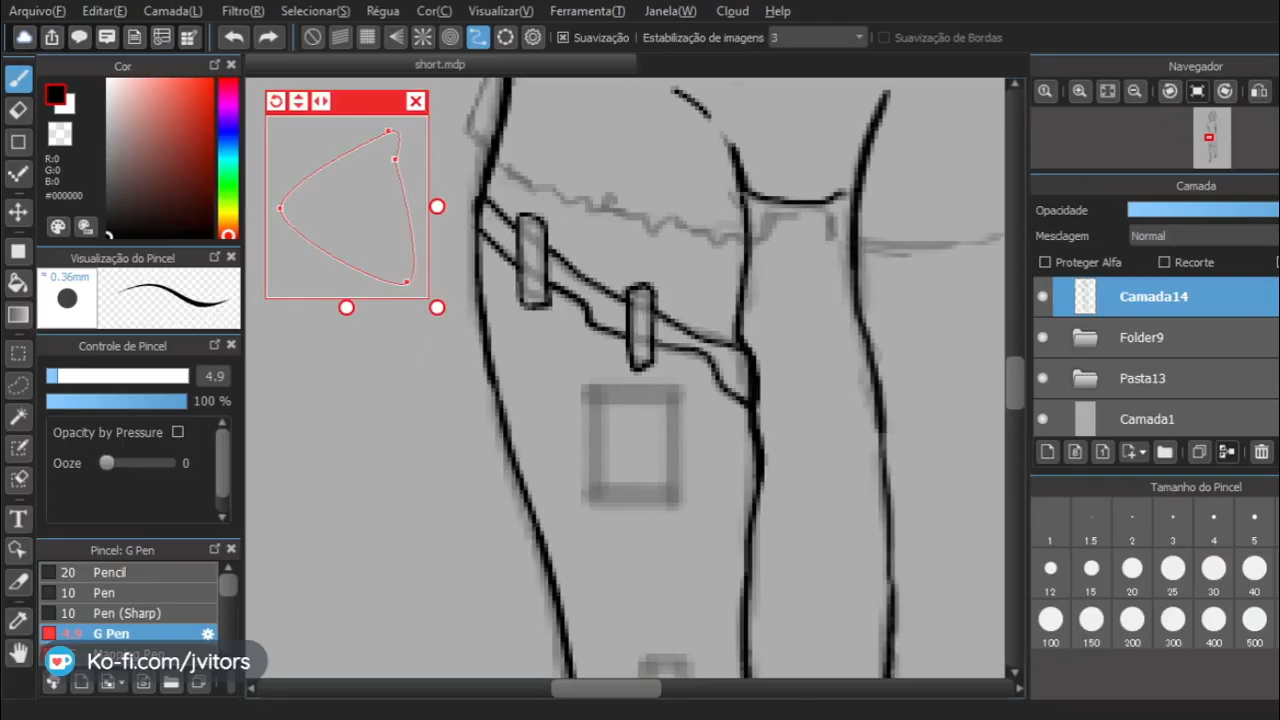 Arquivo(F) Editar(E) Camada(L) Filtro(R) Selecionar(S) Régua Cor(C) Visualizar(V) Ferramenta(T) Janela(W) Cloud Help
Suavização Estabilização de imagens 3 Suavização de Bordas
Cor
short.mdp
Navegador
R:0
G:0
B:0
#000000
Camada
Opacidade
Mesclagem Normal
Proteger Alfa Recorte
Visualização do Pincel
* 0.36mm
Camada14
Folder9
Pasta13
Camada1
Controle de Pincel
4.9
100 %
Opacity by Pressure
Ooze 0
T
Tamanho do Pincel
1 1.5 2 3 4 5
12 15 20 25 30 40
100 150 200 300 400 500
Pincel: G Pen
20 Pencil
10 Pen
10 Pen (Sharp)
4.9 G Pen
Ko-fi.com/jvitors